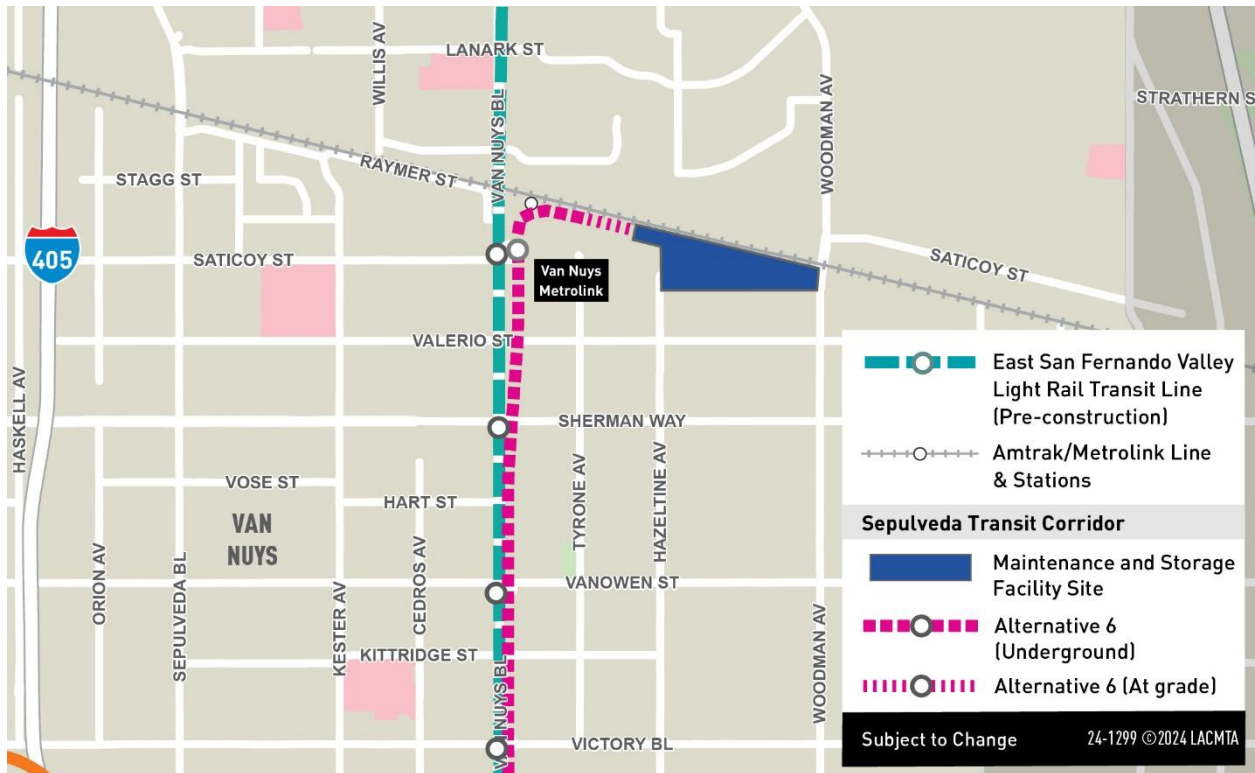 LANARK ST
WILLIS AV
VAN NUYS BL
WOODMAN AV
STRATHERN S
RAYMER ST
STAGG ST
405
SATICOY ST
Van Nuys
Metrolink
SATICOY ST
VALERIO ST
HASKELL AV
SHERMAN WAY
VOSE ST
HART ST
VAN
NUYS
TYRONE AV
HAZELTINE AV
ORION AV
SEPULVEDA BL
KESTER AV
CEDROS AV
VANOWEN ST
KITTRIDGE ST
WOODMAN AV
VAN NUYS BL
VICTORY BL
East San Fernando Valley
Light Rail Transit Line
(Pre-construction)
Amtrak/Metrolink Line
& Stations
Sepulveda Transit Corridor
Maintenance and Storage
Facility Site
Alternative 6
(Underground)
Alternative 6 (At grade)
Subject to Change
24-1299 ©2024 LACMTA